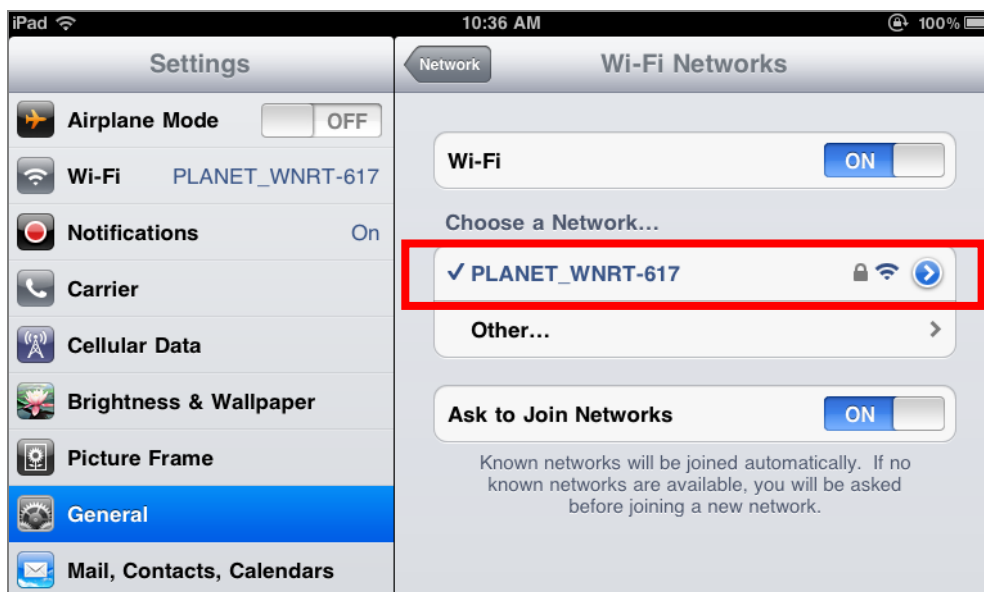 iPad 10:36 AM 100%
Settings
Airplane Mode OFF
Wi-Fi PLANET_WNRT-617
Notifications On
Carrier
Cellular Data
Brightness & Wallpaper
Picture Frame
General
Mail, Contacts, Calendars
Network Wi-Fi Networks
Wi-Fi ON
Choose a Network...
PLANET_WNRT-617
Other...
Ask to Join Networks ON
Known networks will be joined automatically. If no
known networks are available, you will be asked
before joining a new network.